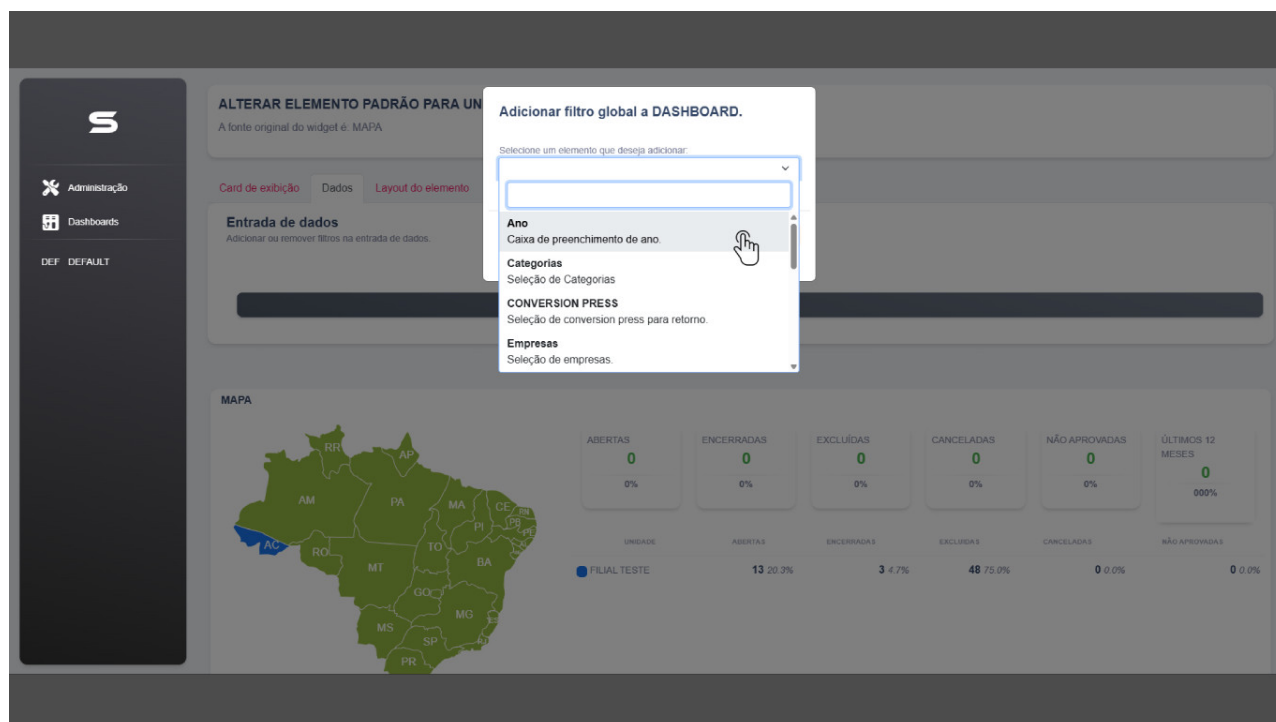 S
Administração
Dashboards
DEF DEFAULT
ALTERAR ELEMENTO PADRÃO PARA UN
A fonte original do widget é: MAPA
Card de exibição Dados Layout do elemento
Entrada de dados
Adicionar ou remover filtros na entrada de dados.
Adicionar filtro global a DASHBOARD.
Selecione um elemento que deseja adicionar:
Ano
Caixa de preenchimento de ano.
Categorias
Seleção de Categorias
CONVERSION PRESS
Seleção de conversion press para retorno.
Empresas
Seleção de empresas.
MAPA
RR
AP
AM
PA
MA
CE
RN
PB
PE
PI
AC
RO
TO
BA
MT
GO
MG
MS
SP
RJ
PR
ABERTAS ENCERRADAS EXCLUÍDAS CANCELADAS NÃO APROVADAS ÚLTIMOS 12
MESES
0 0 0 0 0 0
0% 0% 0% 0% 0% 000%
UNIDADE ABERTAS ENCERRADAS EXCLUIDAS CANCELADAS NÃO APROVADAS
FILIAL TESTE 13 20.3% 3 4.7% 48 75.0% 0 0.0% 0 0.0%